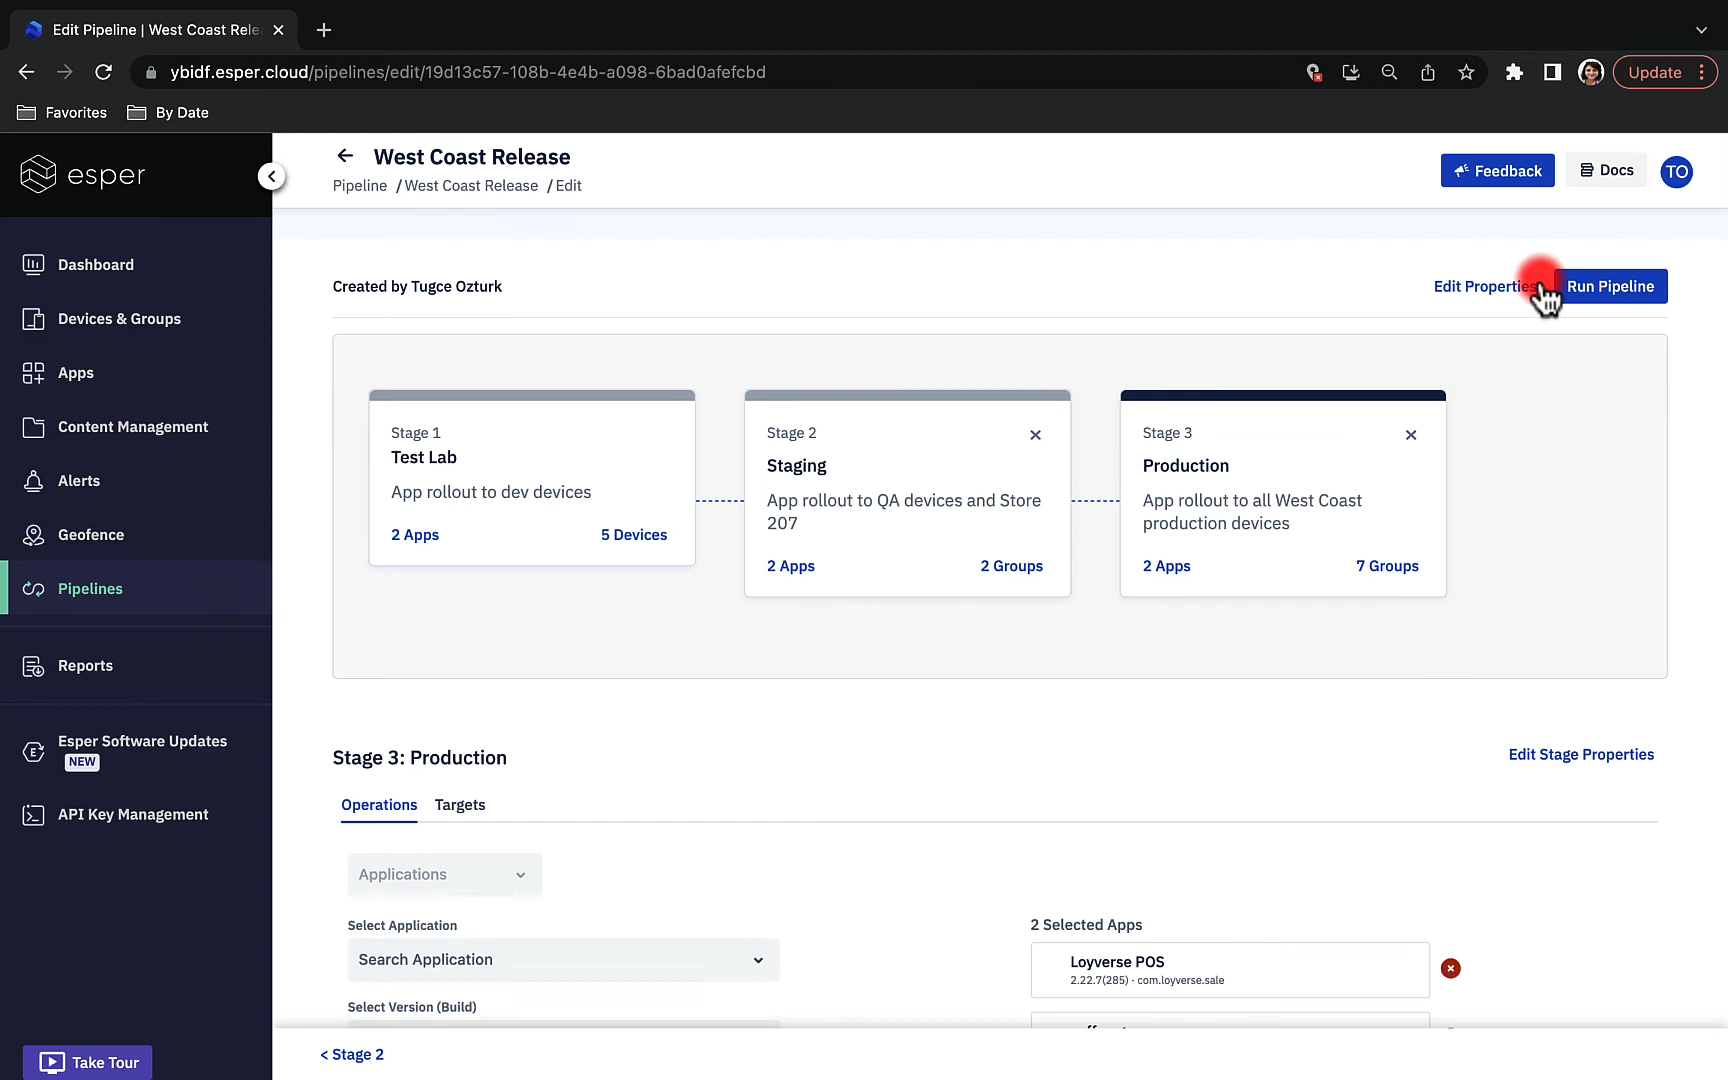 Edit Pipeline | West Coast Rele
ybidf.esper.cloud/pipelines/edit/19d13c57-108b-4e4b-a098-6bad0afefcbd
Update
Favorites
By Date
esper
West Coast Release
Pipeline / West Coast Release / Edit
Feedback
Docs
TO
Dashboard
Devices & Groups
Apps
Content Management
Alerts
Geofence
Pipelines
Reports
Esper Software Updates
NEW
API Key Management
Take Tour
Created by Tugce Ozturk
Edit Properties
Run Pipeline
Stage 1
Test Lab
App rollout to dev devices
2 Apps
5 Devices
Stage 2
Staging
App rollout to QA devices and Store
207
2 Apps
2 Groups
Stage 3
Production
App rollout to all West Coast
production devices
2 Apps
7 Groups
Stage 3: Production
Edit Stage Properties
Operations
Targets
Applications
Select Application
Search Application
Select Version (Build)
2 Selected Apps
Loyverse POS
2.22.7(285) · com.loyverse.sale
< Stage 2